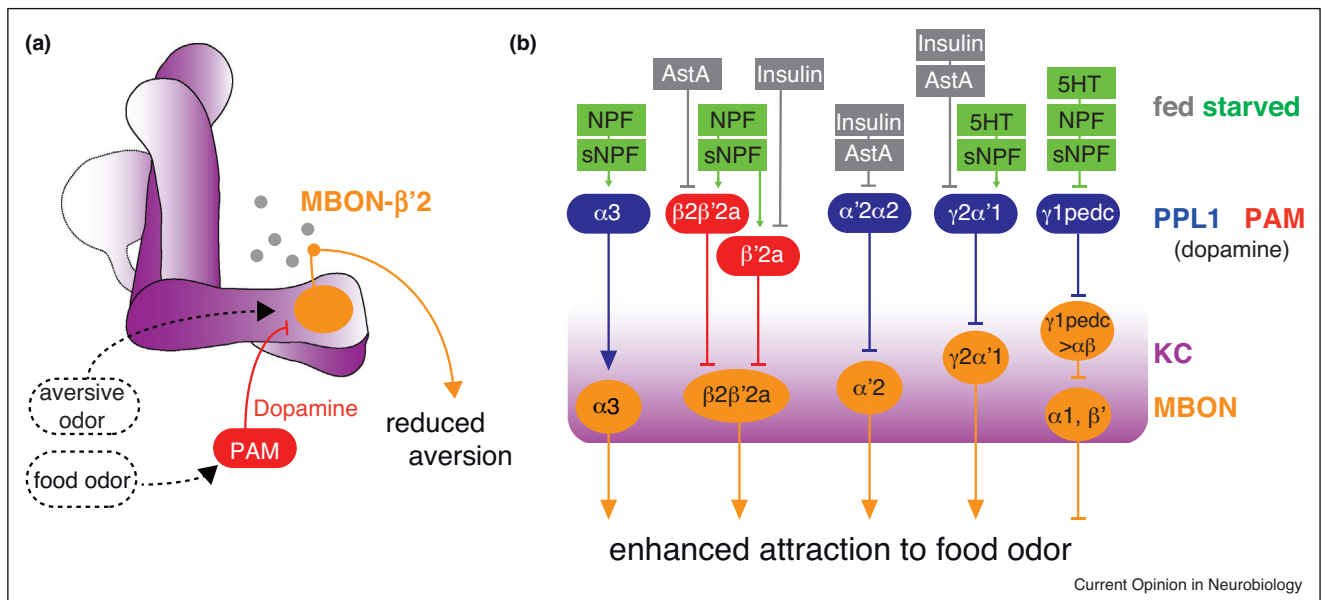 (a)
MBON-β'2
aversive
odor
Dopamine
PAM
food odor
reduced
aversion
(b)
Insulin
AstA
Insulin
AstA
5HT
fed starved
NPF
NPF
Insulin
5HT
NPF
sNPF
sNPF
AstA
sNPF
sNPF
α3
β2β'2a
α'2α2
γ2α'1
γ1pedc
PPL1 PAM
β'2a
(dopamine)
γ1pedc
>αβ
γ2α'1
KC
α3
β2β'2a
α'2
α1, β'
MBON
enhanced attraction to food odor
Current Opinion in Neurobiology